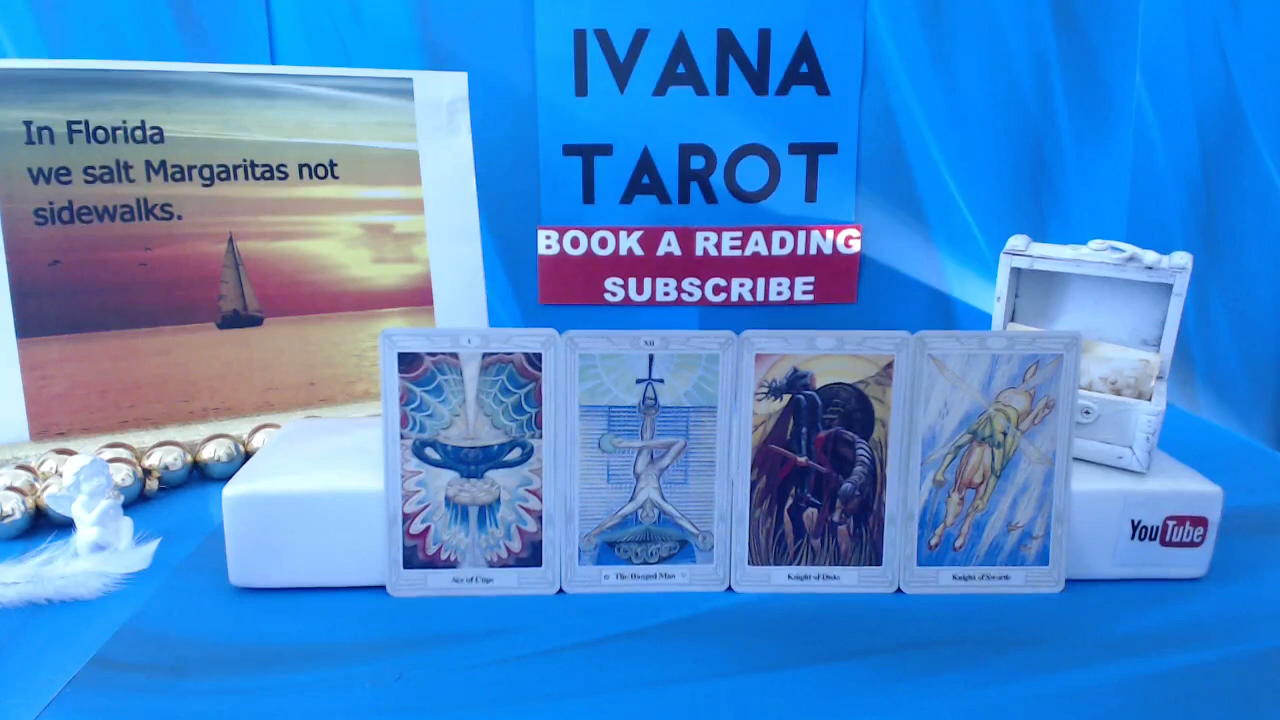 In Florida
we salt Margaritas not
sidewalks.
IVANA
TAROT
BOOK A READING
SUBSCRIBE
I
XII
Ace of Cups
The Hanged Man
Knight of Disks
Knight of Swords
YouTube